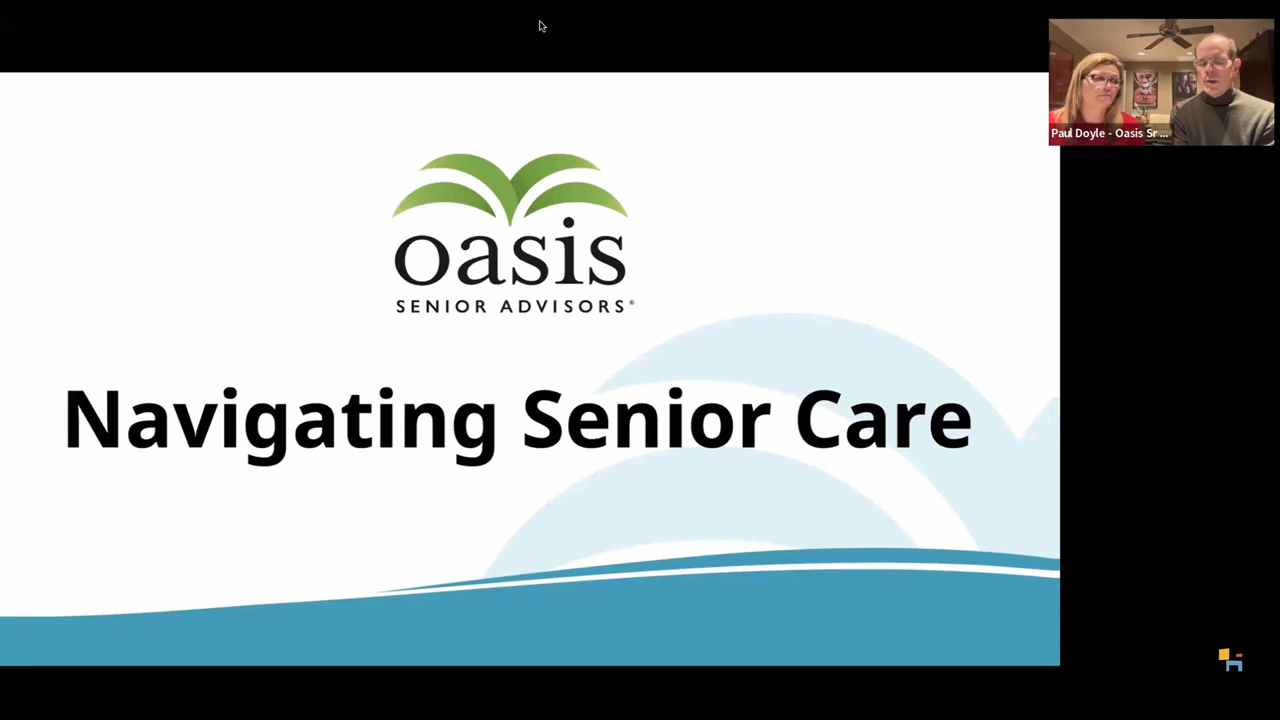 Paul Doyle - Oasis Sr ...
oasis
SENIOR ADVISORS®
Navigating Senior Care